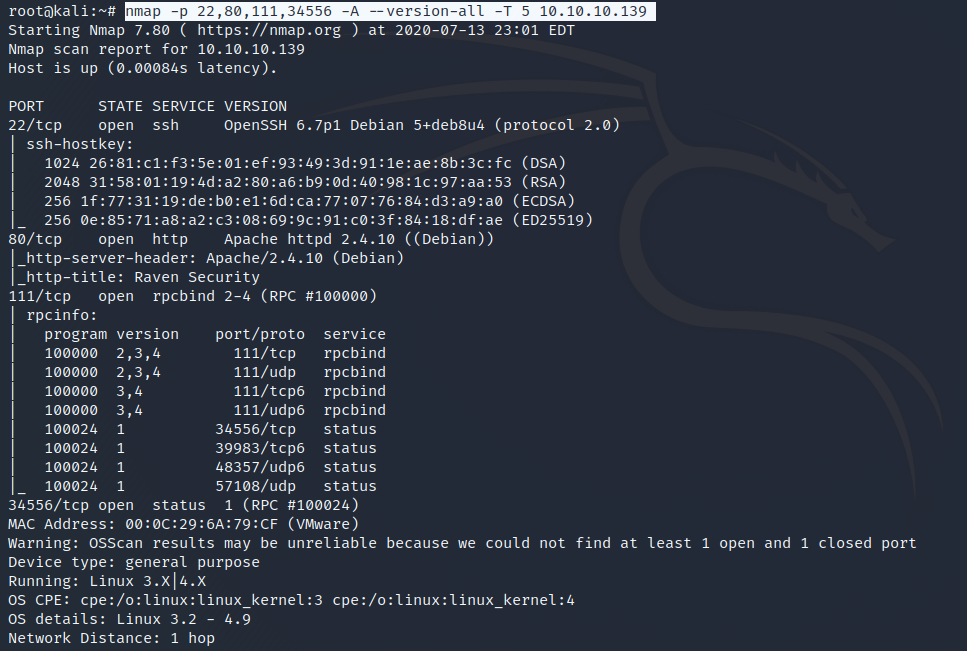 root@kali:~# nmap -p 22,80,111,34556 -A --version-all -T 5 10.10.10.139
Starting Nmap 7.80 ( https://nmap.org ) at 2020-07-13 23:01 EDT
Nmap scan report for 10.10.10.139
Host is up (0.00084s latency).

PORT      STATE SERVICE VERSION
22/tcp    open  ssh     OpenSSH 6.7p1 Debian 5+deb8u4 (protocol 2.0)
| ssh-hostkey:
|   1024 26:81:c1:f3:5e:01:ef:93:49:3d:91:1e:ae:8b:3c:fc (DSA)
|   2048 31:58:01:19:4d:a2:80:a6:b9:0d:40:98:1c:97:aa:53 (RSA)
|   256 1f:77:31:19:de:b0:e1:6d:ca:77:07:76:84:d3:a9:a0 (ECDSA)
|_  256 0e:85:71:a8:a2:c3:08:69:9c:91:c0:3f:84:18:df:ae (ED25519)
80/tcp    open  http    Apache httpd 2.4.10 ((Debian))
|_http-server-header: Apache/2.4.10 (Debian)
|_http-title: Raven Security
111/tcp   open  rpcbind 2-4 (RPC #100000)
| rpcinfo:
|   program version    port/proto  service
|   100000  2,3,4        111/tcp   rpcbind
|   100000  2,3,4        111/udp   rpcbind
|   100000  3,4          111/tcp6  rpcbind
|   100000  3,4          111/udp6  rpcbind
|   100024  1          34556/tcp   status
|   100024  1          39983/tcp6  status
|   100024  1          48357/udp6  status
|_  100024  1          57108/udp   status
34556/tcp open  status  1 (RPC #100024)
MAC Address: 00:0C:29:6A:79:CF (VMware)
Warning: OSScan results may be unreliable because we could not find at least 1 open and 1 closed port
Device type: general purpose
Running: Linux 3.X|4.X
OS CPE: cpe:/o:linux:linux_kernel:3 cpe:/o:linux:linux_kernel:4
OS details: Linux 3.2 - 4.9
Network Distance: 1 hop